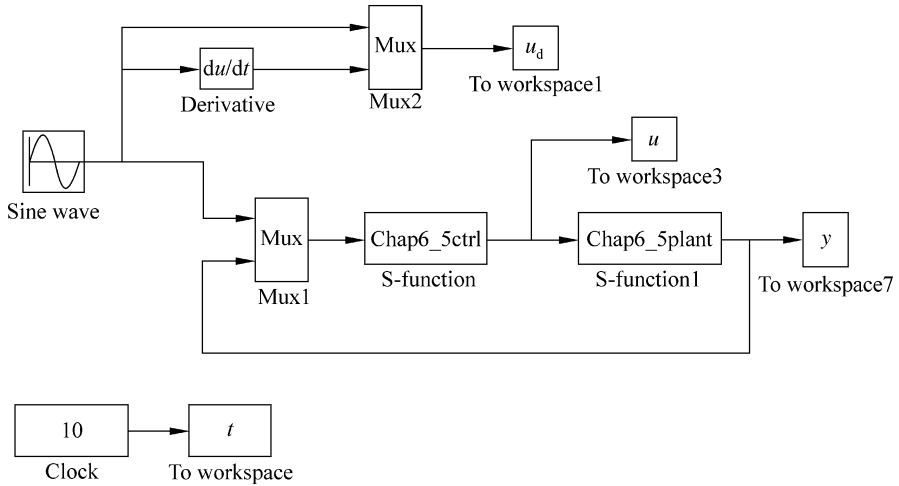 Mux
u_d
du/dt
To workspace1
Derivative
Mux2
u
To workspace3
Sine wave
Mux
Chap6_5ctrl
Chap6_5plant
y
S-function
S-function1
To workspace7
Mux1
10
t
Clock
To workspace